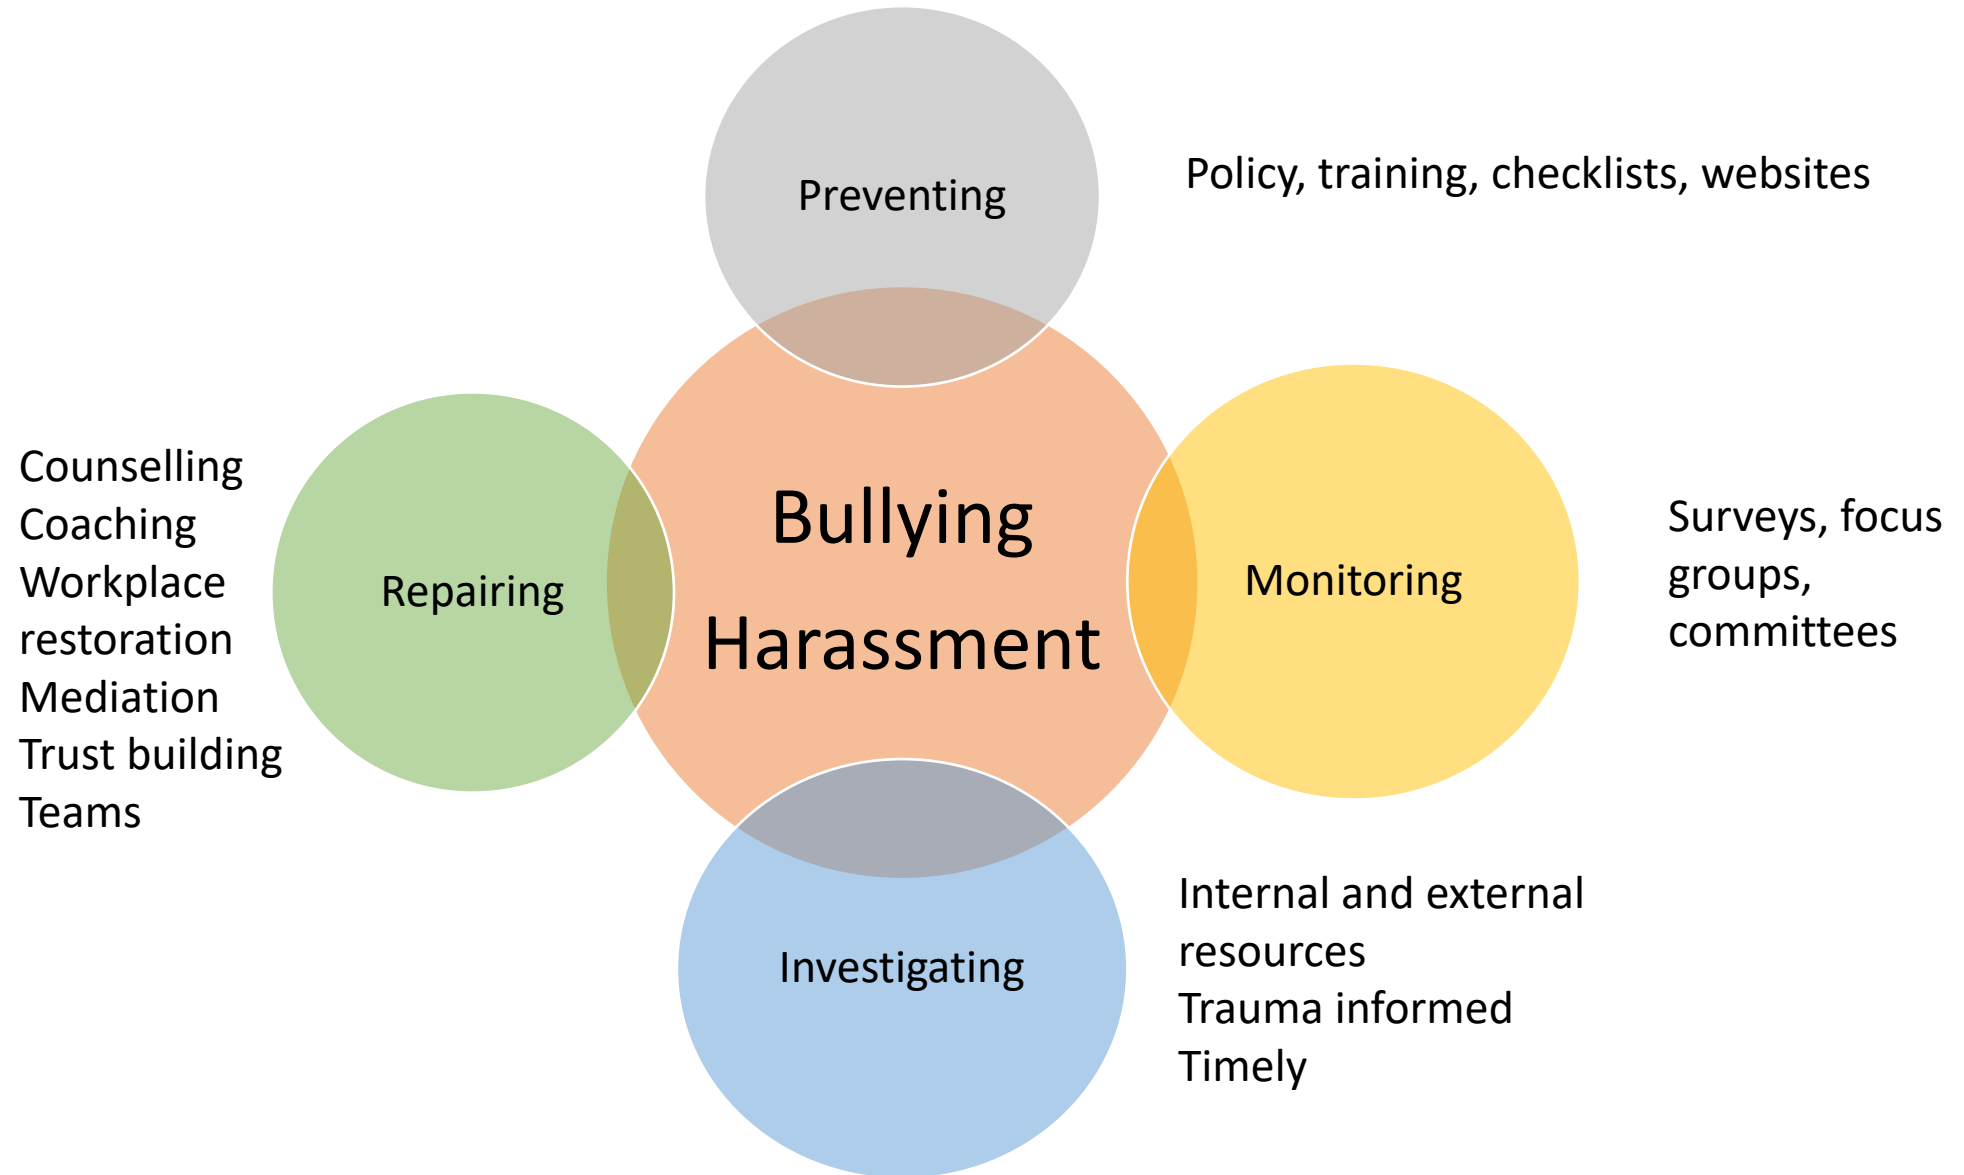 Preventing
Policy, training, checklists, websites
Counselling
Coaching
Workplace
restoration
Mediation
Trust building
Teams
Repairing
Bullying
Harassment
Monitoring
Surveys, focus
groups,
committees
Investigating
Internal and external
resources
Trauma informed
Timely